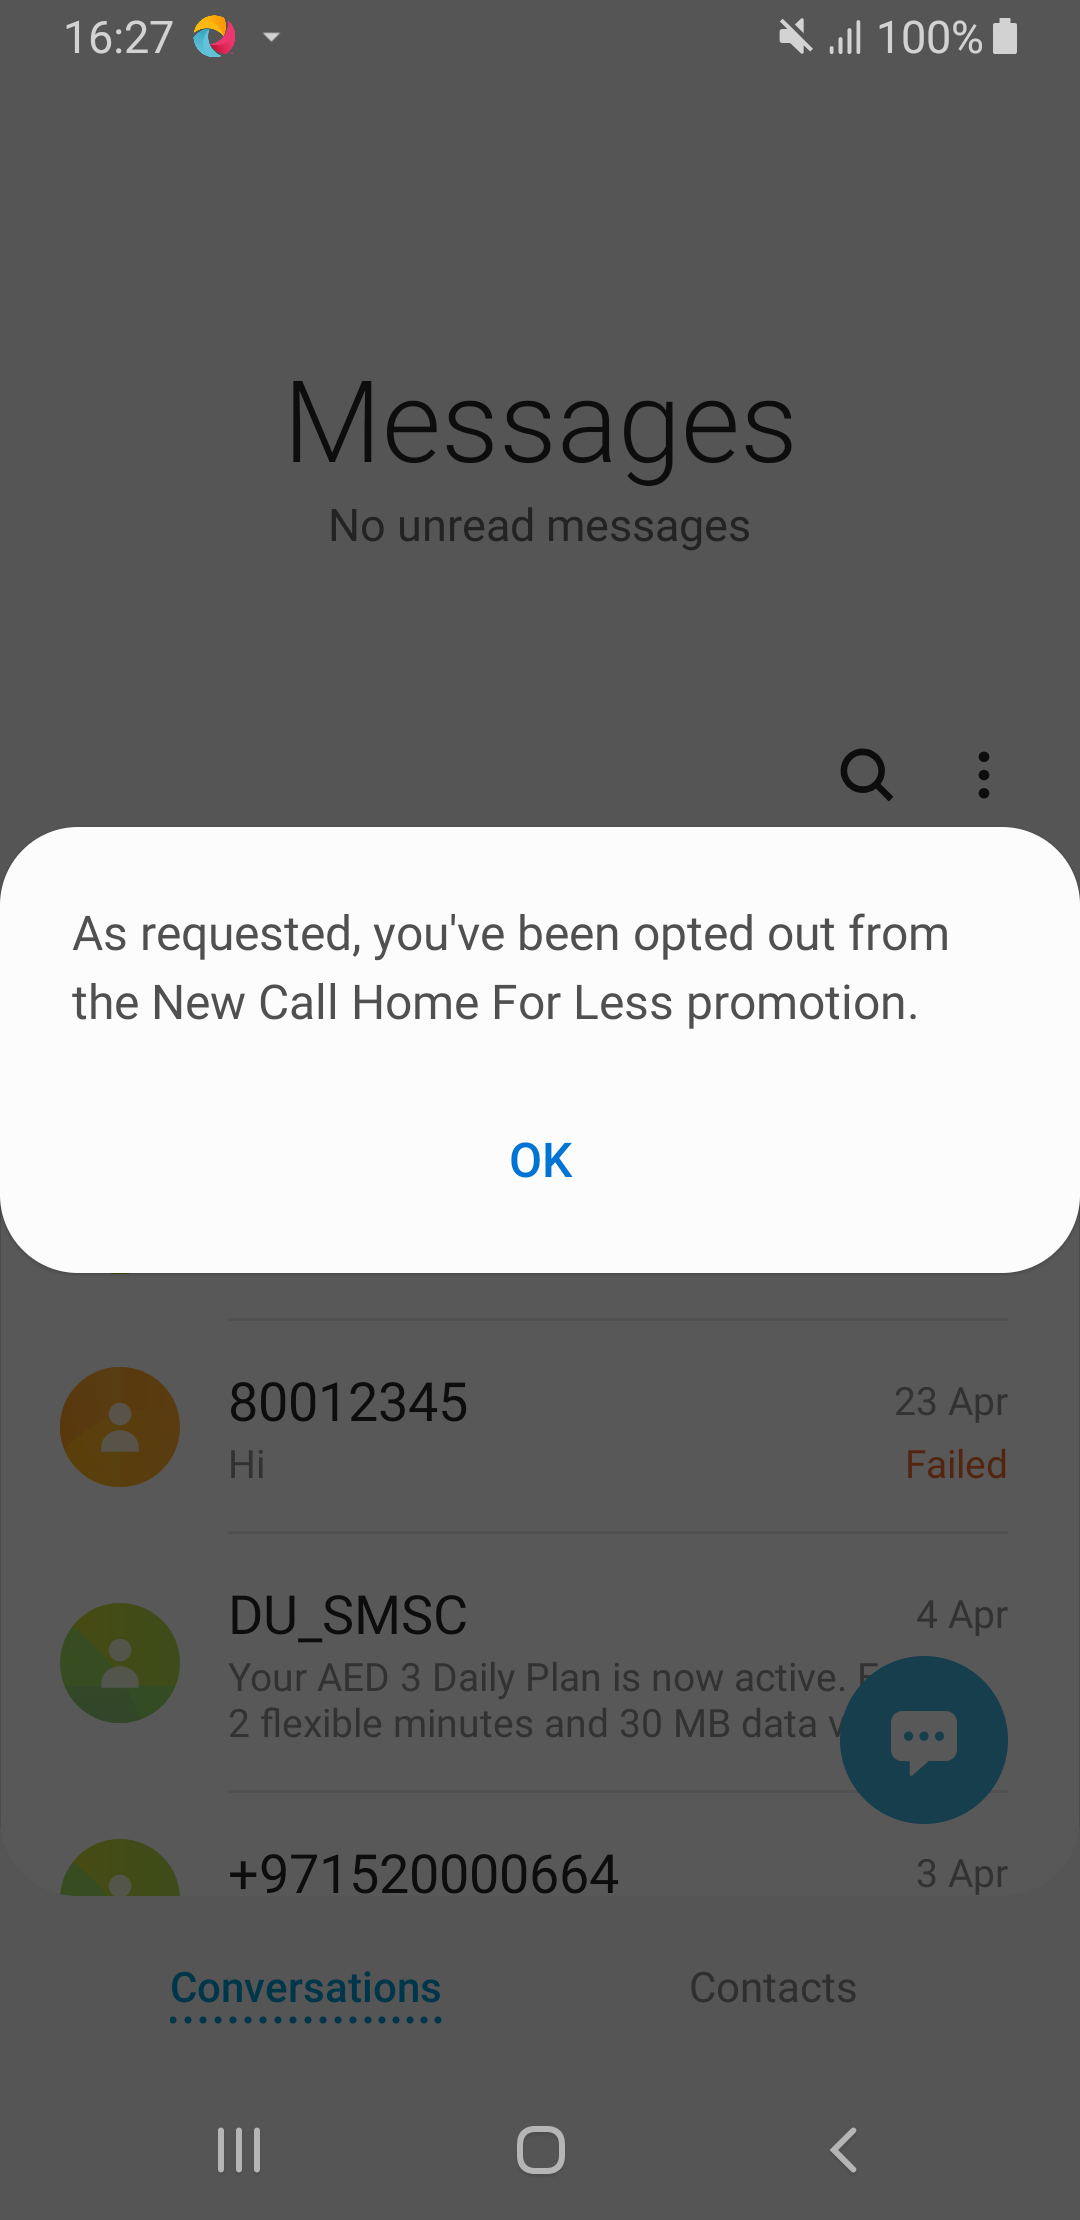 16:27
100%
Messages
No unread messages
As requested, you've been opted out from
the New Call Home For Less promotion.
OK
80012345
23 Apr
Hi
Failed
DU_SMSC
4 Apr
Your AED 3 Daily Plan is now active.
2 flexible minutes and 30 MB data
+971520000664
3 Apr
Conversations
Contacts